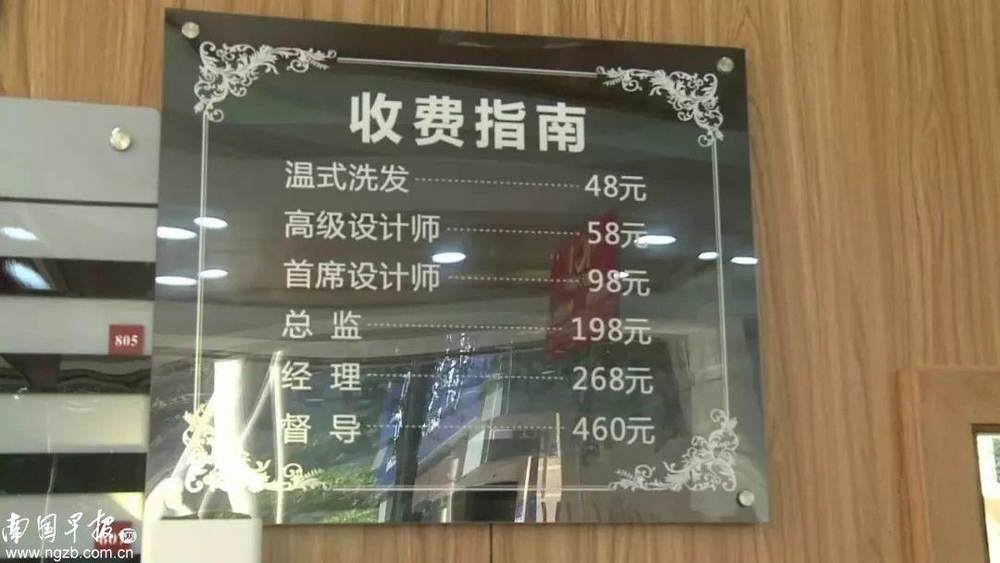 收费指南
温式洗发 48元
高级设计师 58元
首席设计师 98元
总 监 198元
经 理 268元
督 导 460元
805
601
南国早报网
www.ngzb.com.cn